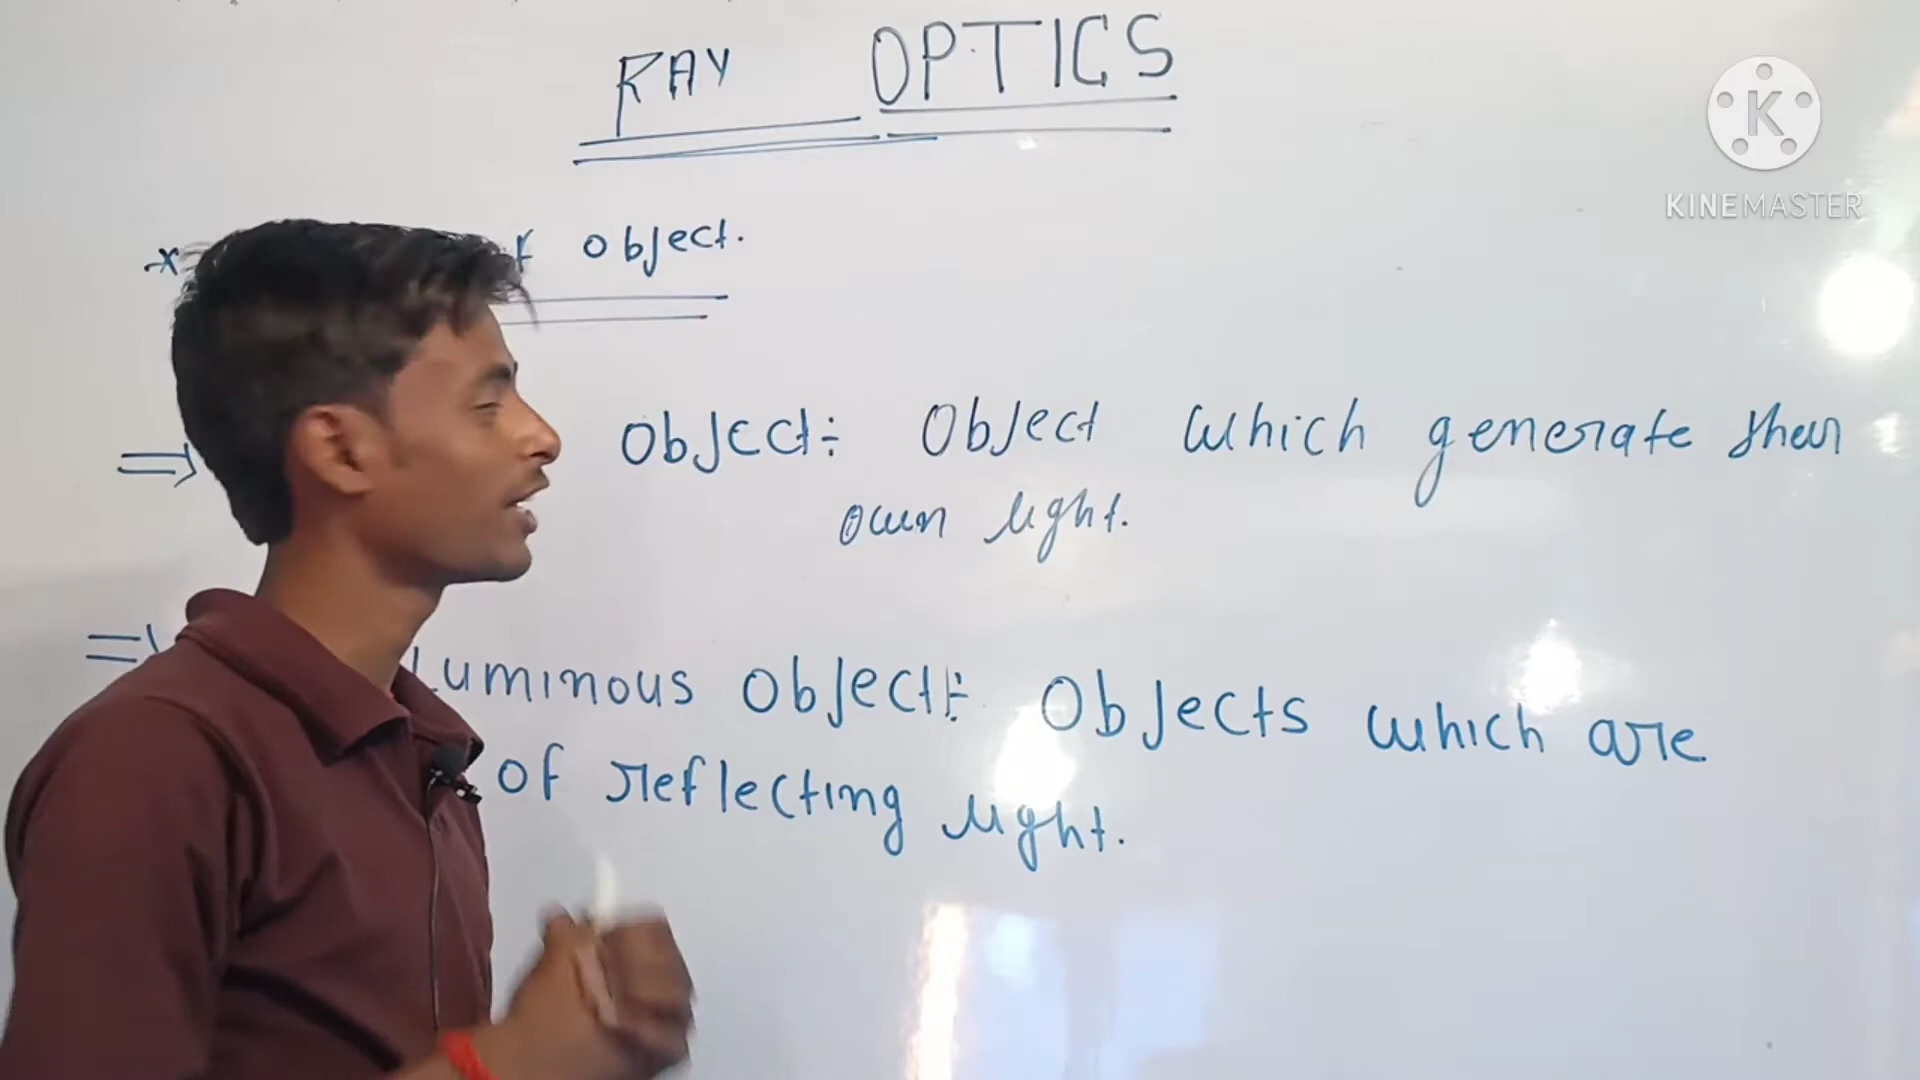 RAY OPTICS
K
KINEMASTER
object.
object: Object which generate their
own light.
Luminous object: Objects which are
of reflecting light.